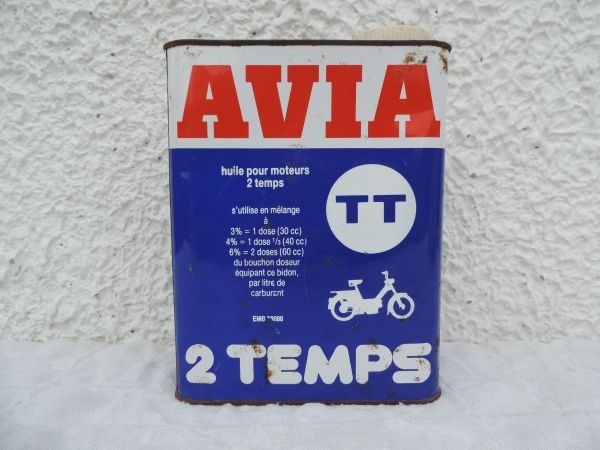 AVIA
huile pour moteurs
2 temps
TT
s'utilise en mélange
à
3% = 1 dose (30 cc)
4% = 1 dose 1/3 (40 cc)
6% = 2 doses (60 cc)
du bouchon doseur
équipant ce bidon,
par litre de
carburant
EMB
2 TEMPS